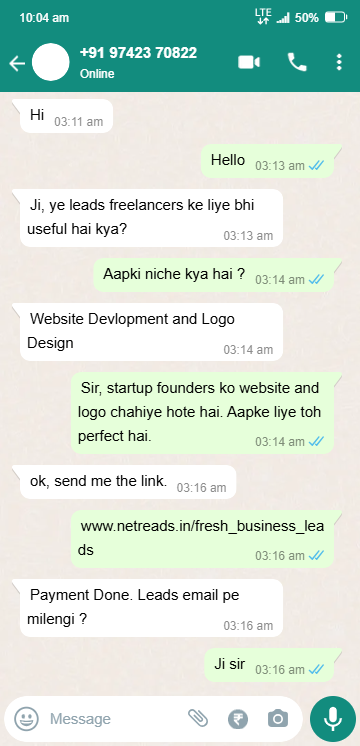 10:04 am
LTE
50%
+91 97423 70822
Online
Hi
03:11 am
Hello
03:13 am
Ji, ye leads freelancers ke liye bhi
useful hai kya?
03:13 am
Aapki niche kya hai ?
03:14 am
Website Devlopment and Logo
Design
03:14 am
Sir, startup founders ko website and
logo chahiye hote hai. Aapke liye toh
perfect hai.
03:14 am
ok, send me the link.
03:16 am
www.netreads.in/fresh_business_lea
ds
03:16 am
Payment Done. Leads email pe
milengi ?
03:16 am
Ji sir
03:16 am
Message